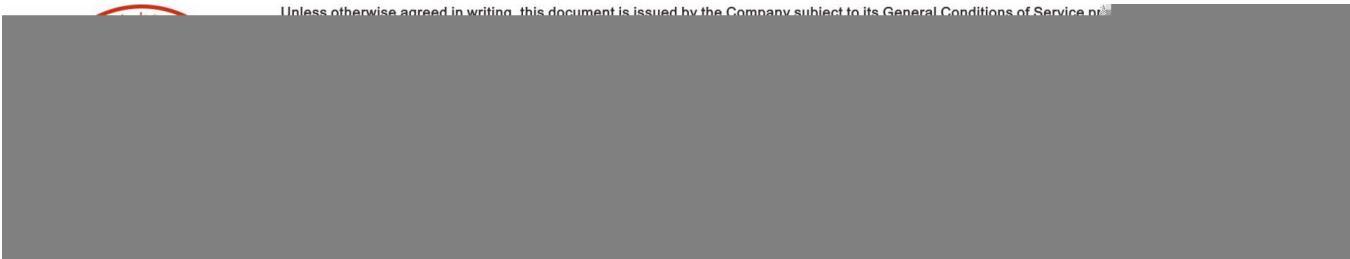 Unless otherwise agreed in writing, this document is issued by the Company subject to its General Conditions of Service